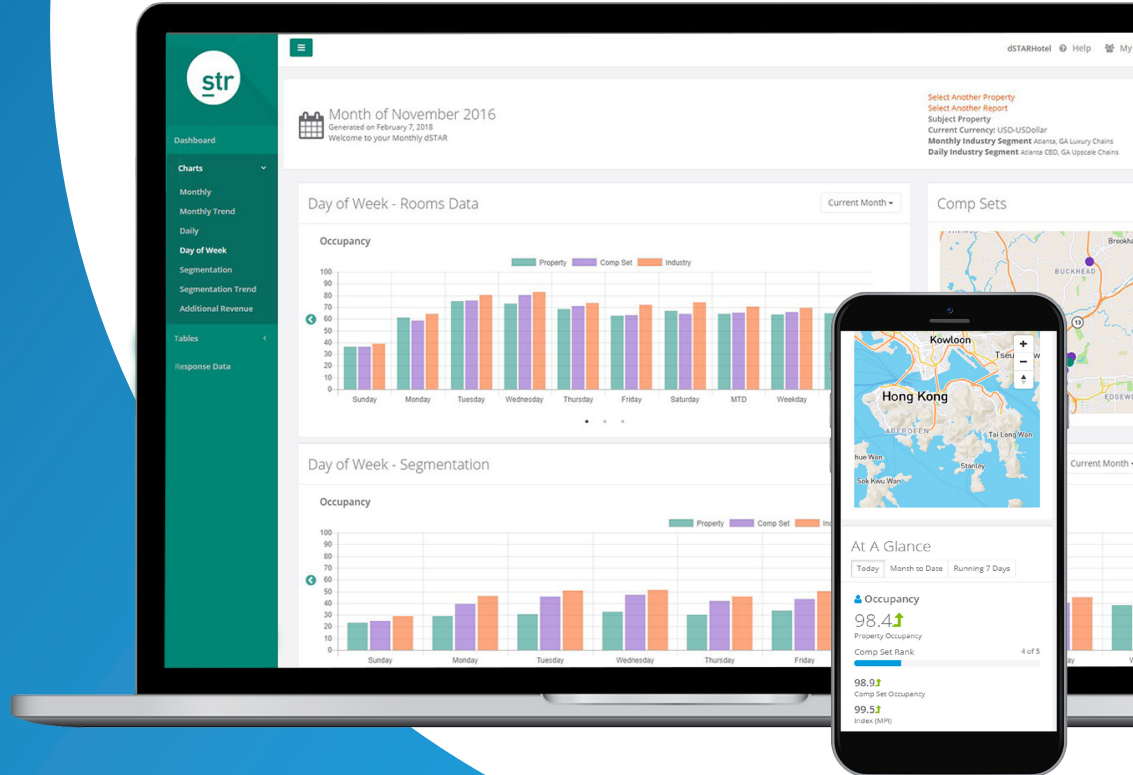 str
Dashboard
Charts
Monthly
Monthly Trend
Daily
Day of Week
Segmentation
Segmentation Trend
Additional Revenue
Tables
Response Data
dSTARHotel Help My
Month of November 2016
Generated on February 7, 2018
Welcome to your Monthly dSTAR
Select Another Property
Select Another Report
Subject Property
Current Currency: USD-USDollar
Monthly Industry Segment Atlanta, GA Luxury Chains
Daily Industry Segment Atlanta CBD, GA Upscale Chains
Day of Week - Rooms Data
Current Month
Occupancy
Property Comp Set Industry
100
90
80
70
60
50
40
30
20
10
0
Sunday Monday Tuesday Wednesday Thursday Friday Saturday MTD Weekday
Comp Sets
Brookha
BUCKHEAD
13
EDGEWO
Day of Week - Segmentation
Current Month
Occupancy
Property Comp Set In
100
90
80
70
60
50
40
30
20
10
0
Sunday Monday Tuesday Wednesday Thursday Friday
ay W
Kowloon
Tseu w
Hong Kong
ABERDEEN
Tai Long Wan
hue Wan
Stanley
Sok Kwu Wan
At A Glance
Today Month to Date Running 7 Days
Occupancy
98.4
Property Occupancy
Comp Set Rank 4 of 5
98.9
Comp Set Occupancy
99.5
Index (MPI)